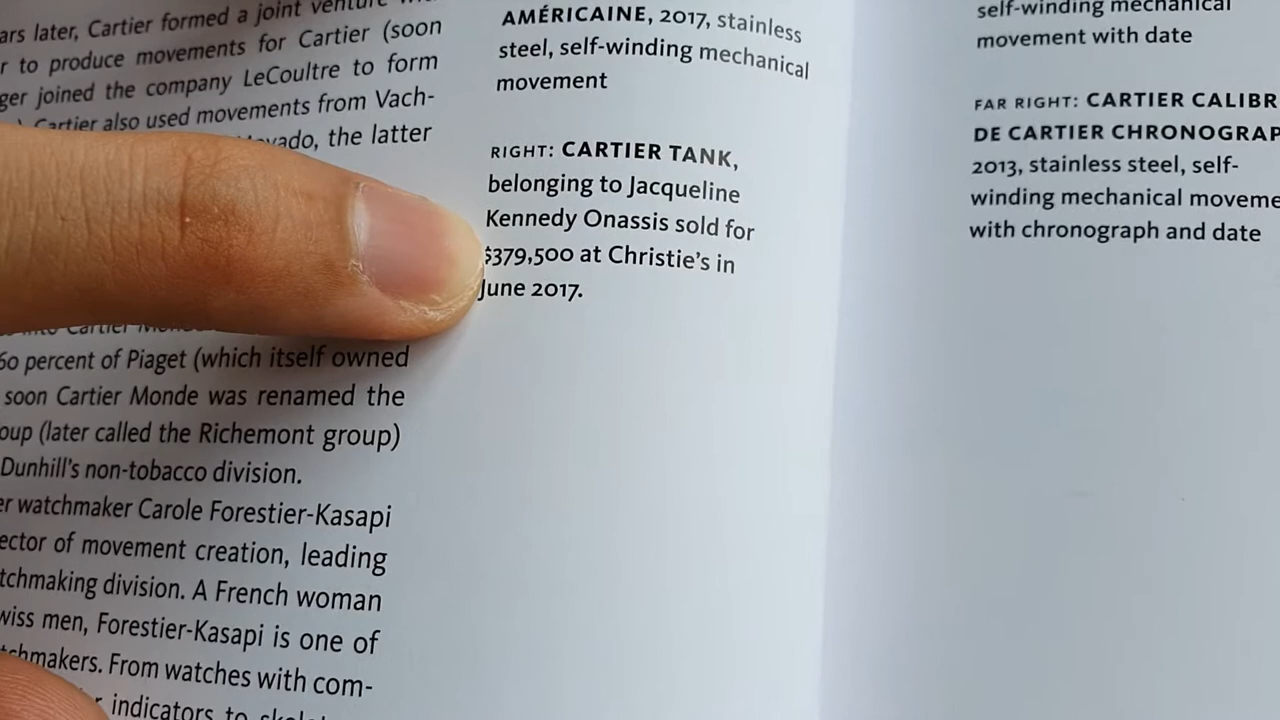 ars later, Cartier formed a joint venture
r to produce movements for Cartier (soon
ger joined the company LeCoultre to form
Cartier also used movements from Vach-
the latter
60 percent of Piaget (which itself owned
soon Cartier Monde was renamed the
oup (later called the Richemont group)
Dunhill's non-tobacco division.
er watchmaker Carole Forestier-Kasapi
ector of movement creation, leading
tchmaking division. A French woman
wiss men, Forestier-Kasapi is one of
tchmakers. From watches with com-
indicators to
AMÉRICAINE, 2017, stainless
steel, self-winding mechanical
movement
RIGHT: CARTIER TANK,
belonging to Jacqueline
Kennedy Onassis sold for
$379,500 at Christie's in
June 2017.
self-winding mechanical
movement with date
FAR RIGHT: CARTIER CALIBR
DE CARTIER CHRONOGRAP
2013, stainless steel, self-
winding mechanical moveme
with chronograph and date